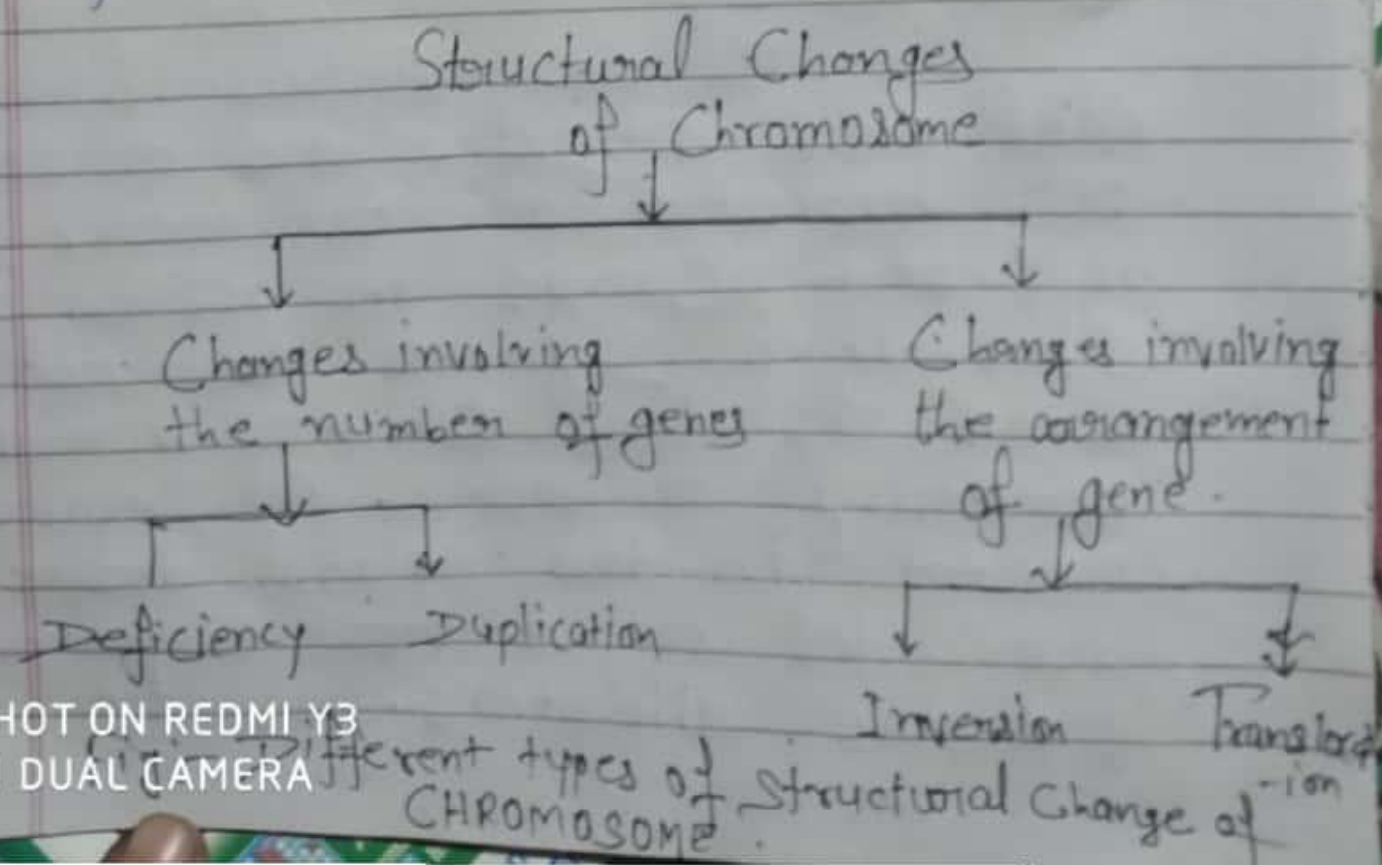 Structural Changes
of Chromosome
Changes involving
the number of genes
Changes involving
the arrangement
of gene.
Deficiency
Duplication
Inversion
Translocat
-ion
HOT ON REDMI Y3
DUAL CAMERA
Fig:- Different types of Structural Change of
CHROMOSOME.